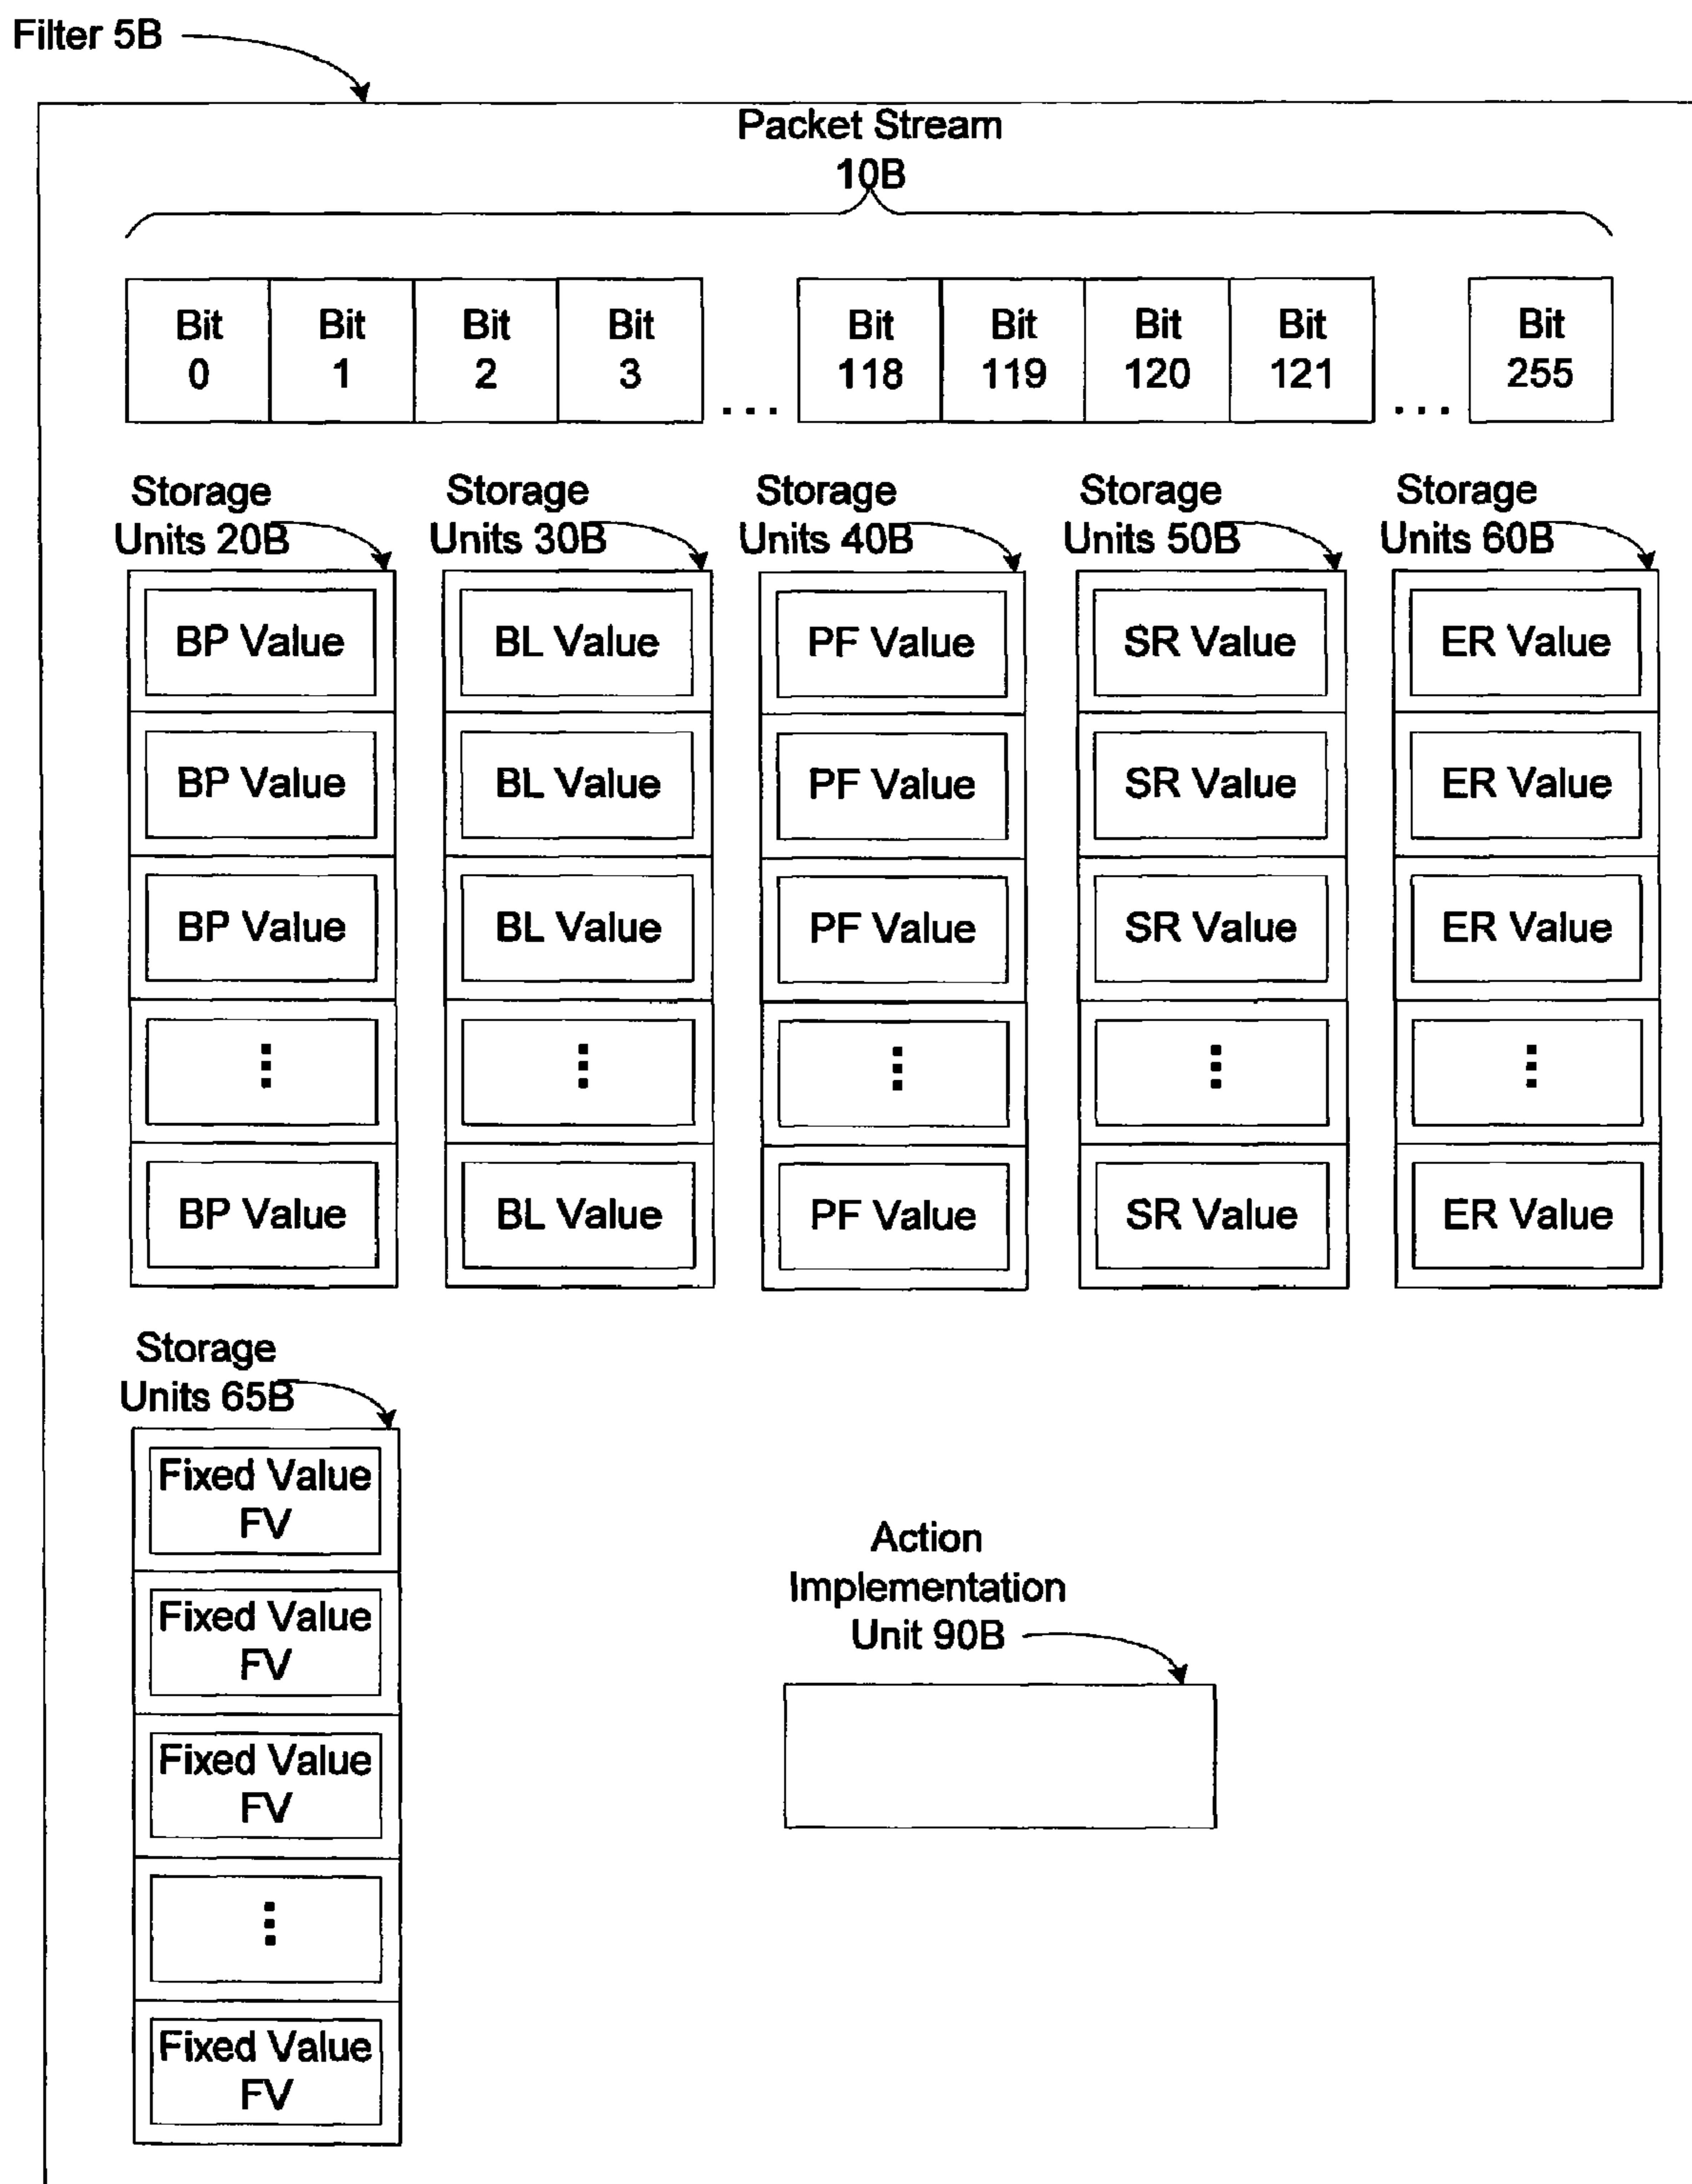 Filter 5B
Packet Stream
10B
Bit Bit Bit Bit Bit Bit Bit Bit Bit
0 1 2 3 ... 118 119 120 121 ... 255
Storage Storage Storage Storage Storage
Units 20B Units 30B Units 40B Units 50B Units 60B
BP Value BL Value PF Value SR Value ER Value
BP Value BL Value PF Value SR Value ER Value
BP Value BL Value PF Value SR Value ER Value
⋮ ⋮ ⋮ ⋮ ⋮
BP Value BL Value PF Value SR Value ER Value
Storage
Units 65B
Fixed Value
FV
Fixed Value
FV
Fixed Value
FV
⋮
Fixed Value
FV
Action
Implementation
Unit 90B